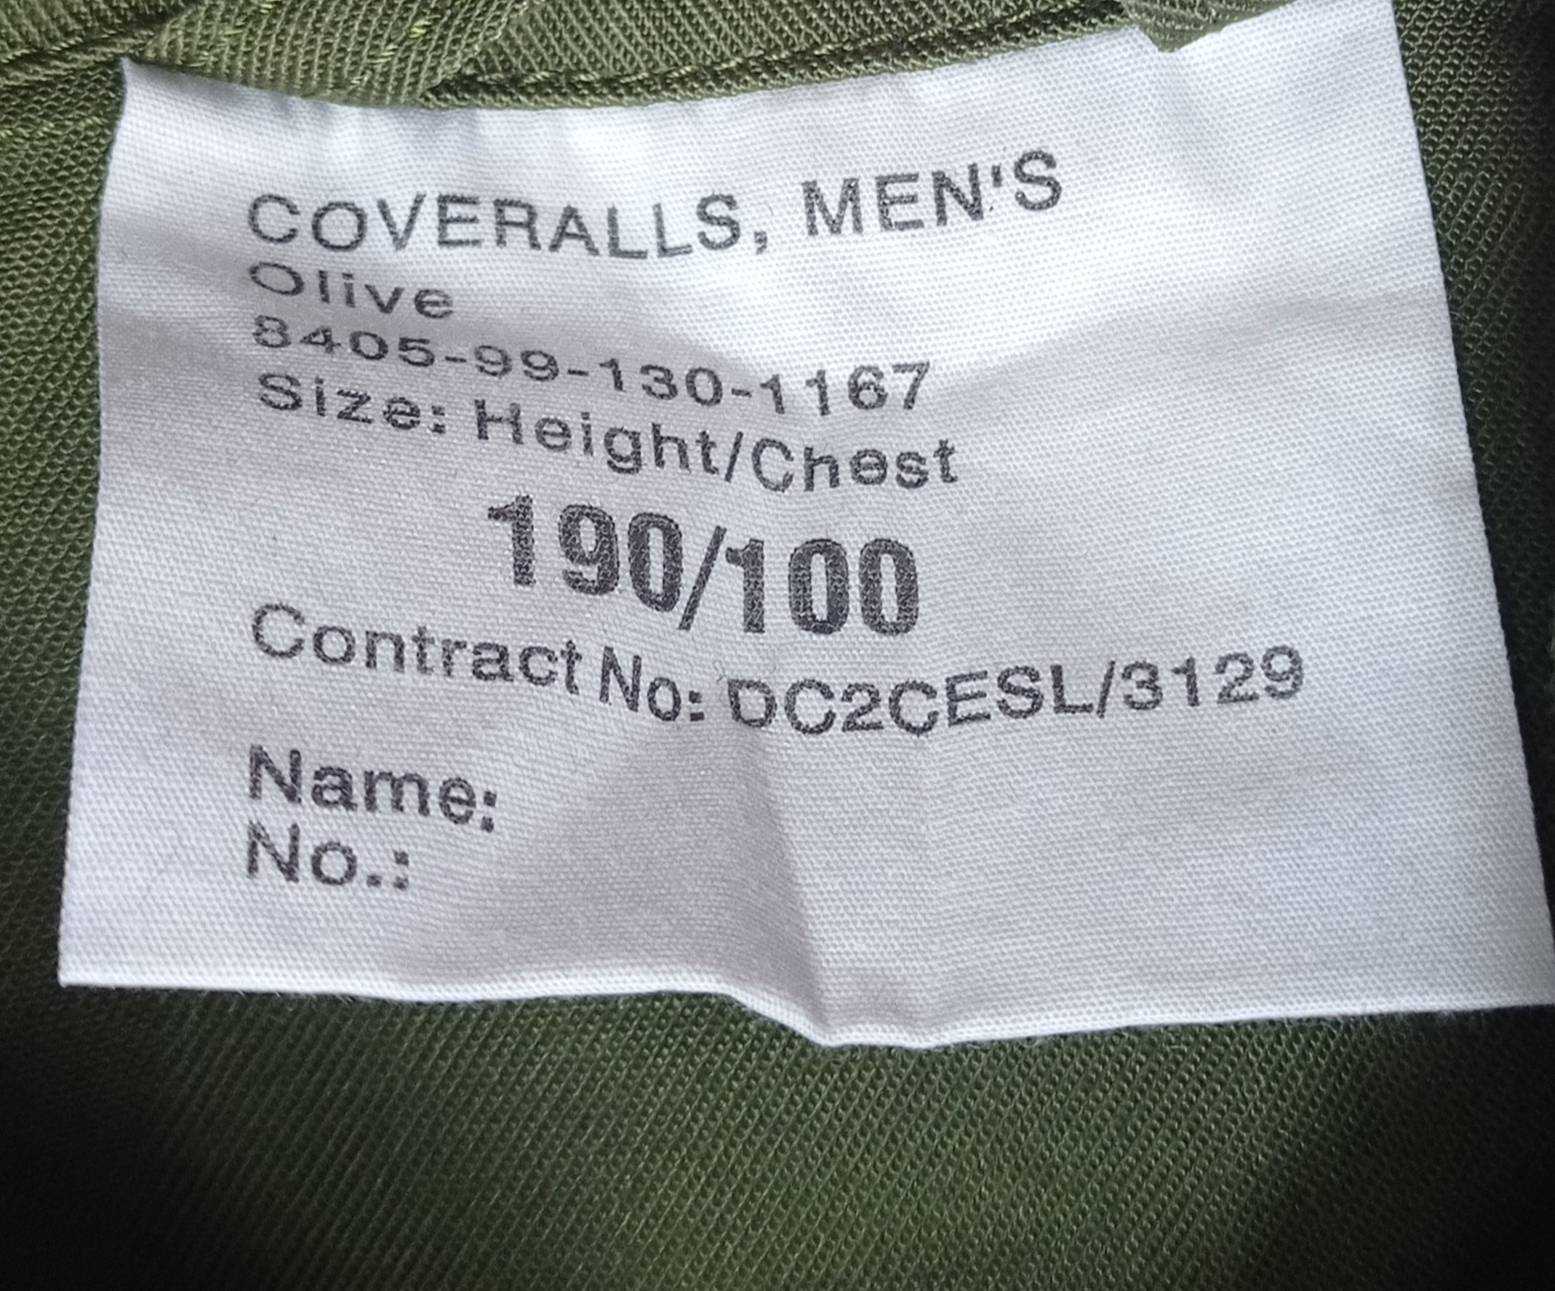 COVERALLS, MEN'S
Olive
8405-99-130-1167
Size: Height/Chest
190/100
Contract No: DC2CESL/3129
Name:
No.: